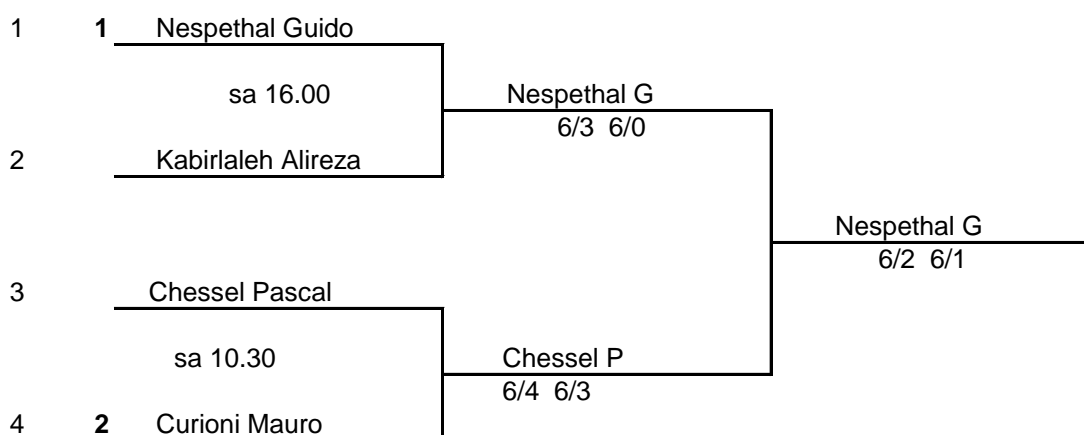 1 1 Nespethal Guido
sa 16.00 Nespethal G
6/3 6/0
2 Kabirlaleh Alireza
Nespethal G
6/2 6/1
3 Chessel Pascal
sa 10.30 Chessel P
6/4 6/3
4 2 Curioni Mauro